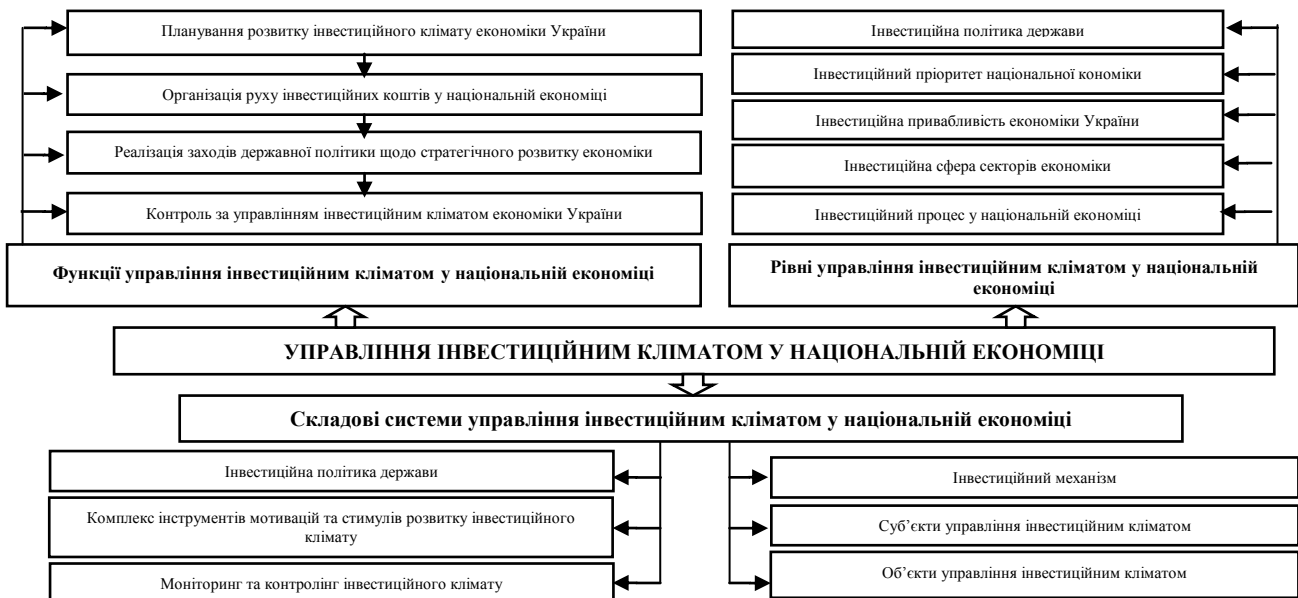 Планування розвитку інвестиційного клімату економіки України
Організація руху інвестиційних коштів у національній економіці
Реалізація заходів державної політики щодо стратегічного розвитку економіки
Контроль за управлінням інвестиційним кліматом економіки України
Функції управління інвестиційним кліматом у національній економіці
Інвестиційна політика держави
Інвестиційний пріоритет національної кономіки
Інвестиційна привабливість економіки України
Інвестиційна сфера секторів економіки
Інвестиційний процес у національній економіці
Рівні управління інвестиційним кліматом у національній
економіці
УПРАВЛІННЯ ІНВЕСТИЦІЙНИМ КЛІМАТОМ У НАЦІОНАЛЬНІЙ ЕКОНОМІЦІ
Складові системи управління інвестиційним кліматом у національній економіці
Інвестиційна політика держави
Комплекс інструментів мотивацій та стимулів розвитку інвестиційного
клімату
Моніторинг та контролінг інвестиційного клімату
Інвестиційний механізм
Суб’єкти управління інвестиційним кліматом
Об’єкти управління інвестиційним кліматом